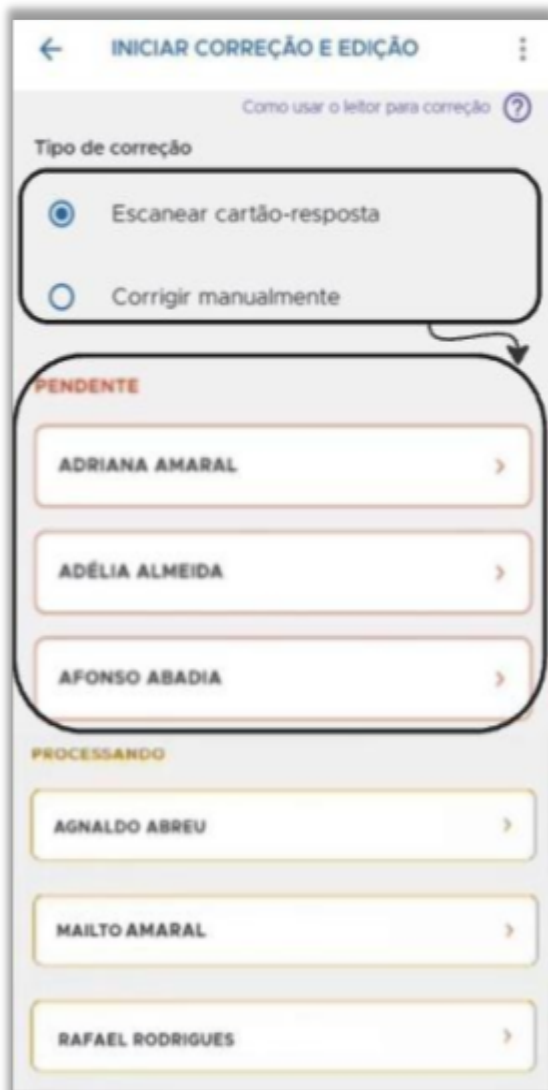 INICIAR CORREÇÃO E EDIÇÃO
Como usar o leitor para correção ?
Tipo de correção
Escanear cartão-resposta
Corrigir manualmente
PENDENTE
ADRIANA AMARAL
ADÉLIA ALMEIDA
AFONSO ABADIA
PROCESSANDO
AGNALDO ABREU
MAILTO AMARAL
RAFAEL RODRIGUES